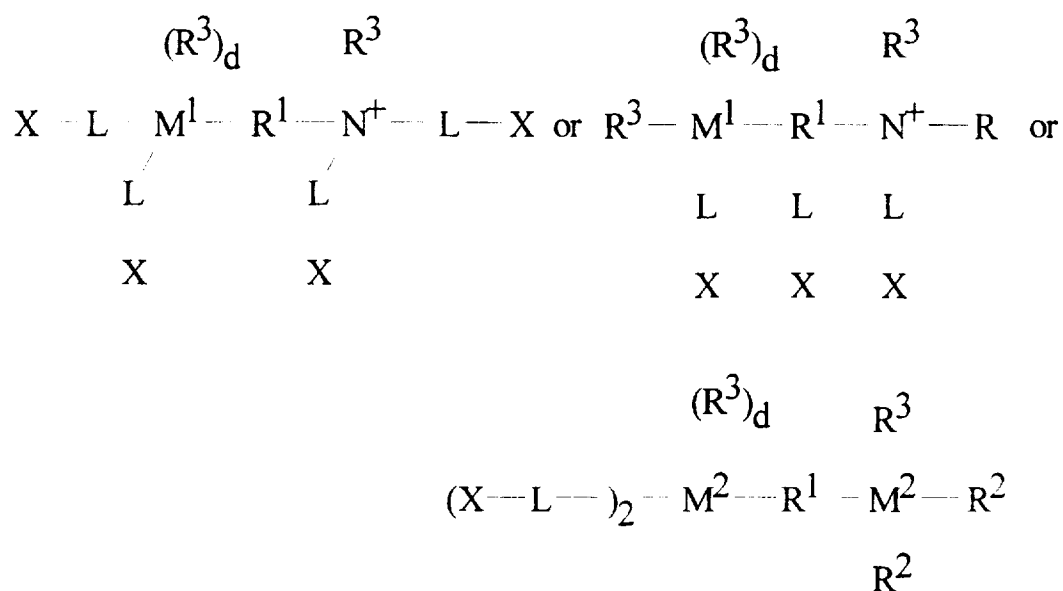 (R³)d R³ (R³)d R³
X — L — M¹ — R¹ — N⁺ — L — X or R³ — M¹ — R¹ — N⁺ — R or
L L L L L
X X X X X
(R³)d R³
(X — L — )₂ — M² — R¹ — M² — R²
R²